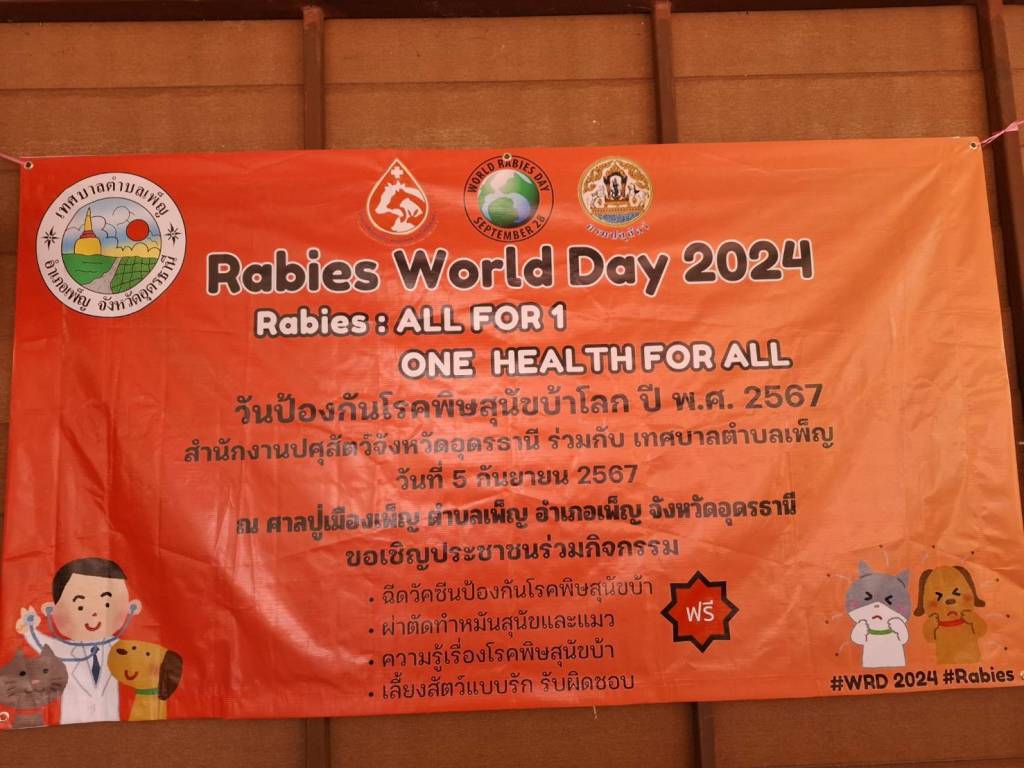 เทศบาลตำบลเพ็ญ
อำเภอเพ็ญ จังหวัดอุดรธานี
WORLD RABIES DAY
SEPTEMBER 28
กรมปศุสัตว์
Rabies World Day 2024
Rabies : ALL FOR 1
ONE HEALTH FOR ALL
วันป้องกันโรคพิษสุนัขบ้าโลก ปี พ.ศ. 2567
สำนักงานปศุสัตว์จังหวัดอุดรธานี ร่วมกับ เทศบาลตำบลเพ็ญ
วันที่ 5 กันยายน 2567
ณ ศาลปู่เมืองเพ็ญ ตำบลเพ็ญ อำเภอเพ็ญ จังหวัดอุดรธานี
ขอเชิญประชาชนร่วมกิจกรรม
• ฉีดวัคซีนป้องกันโรคพิษสุนัขบ้า
• ผ่าตัดทำหมันสุนัขและแมว
• ความรู้เรื่องโรคพิษสุนัขบ้า
• เลี้ยงสัตว์แบบรัก รับผิดชอบ
ฟรี
#WRD 2024 #Rabies